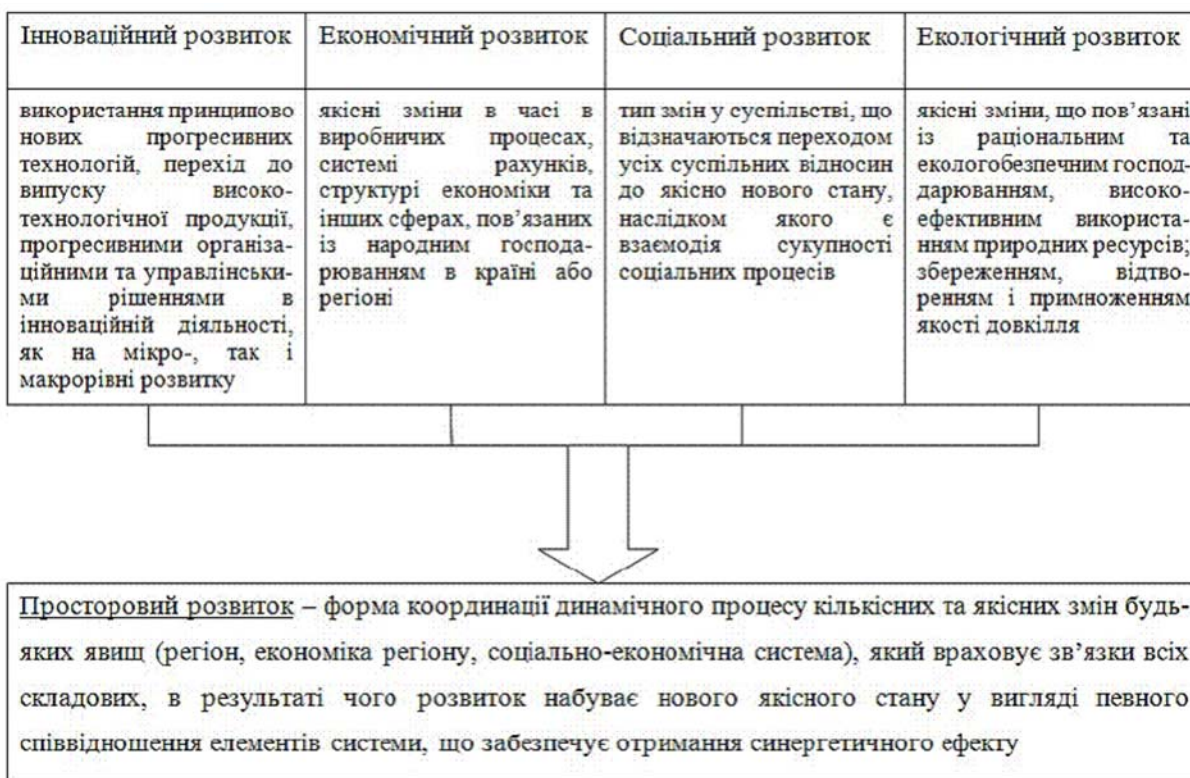 Інноваційний розвиток
Економічний розвиток
Соціальний розвиток
Екологічний розвиток
використання принципово
нових прогресивних
технологій, перехід до
випуску високо-
технологічної продукції,
прогресивними організа-
ційними та управлінськи-
ми рішеннями в
інноваційній діяльності,
як на мікро-, так і
макрорівні розвитку
якісні зміни в часі в
виробничих процесах,
системі рахунків,
структурі економіки та
інших сферах, пов’язаних
із народним господа-
рюванням в країні або
регіоні
тип змін у суспільстві, що
відзначаються переходом
усіх суспільних відносин
до якісно нового стану,
наслідком якого є
взаємодія сукупності
соціальних процесів
якісні зміни, що пов’язані
із раціональним та
екологобезпечним господ-
дарюванням, високо-
ефективним використа-
нням природних ресурсів;
збереженням, відтво-
ренням і примноженням
якості довкілля
Просторовий розвиток – форма координації динамічного процесу кількісних та якісних змін будь-
яких явищ (регіон, економіка регіону, соціально-економічна система), який враховує зв’язки всіх
складових, в результаті чого розвиток набуває нового якісного стану у вигляді певного
співвідношення елементів системи, що забезпечує отримання синергетичного ефекту